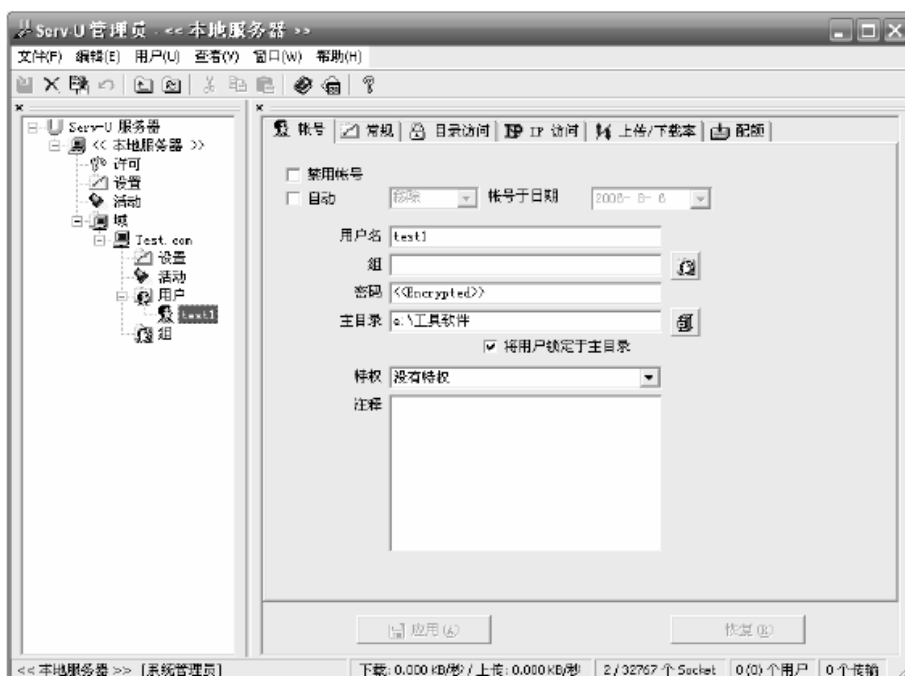 Serv-U 管理员 - << 本地服务器 >>
文件(F) 编辑(E) 用户(U) 查看(V) 窗口(W) 帮助(H)
Serv-U 服务器
<< 本地服务器 >>
许可
设置
活动
域
Test.com
设置
活动
用户
test1
组
帐号 常规 目录访问 IP 访问 上传/下载率 配额
禁用帐号
自动 移除 帐号于日期 2006- 8- 6
用户名 test1
组
密码 <<Encrypted>>
主目录 e:\工具软件
将用户锁定于主目录
特权 没有特权
注释
应用(A) 恢复(R)
<< 本地服务器 >> [系统管理员] 下载: 0.000 KB/秒 / 上传: 0.000 KB/秒 2 / 32767 个 Socket 0 (0) 个用户 0 个传输